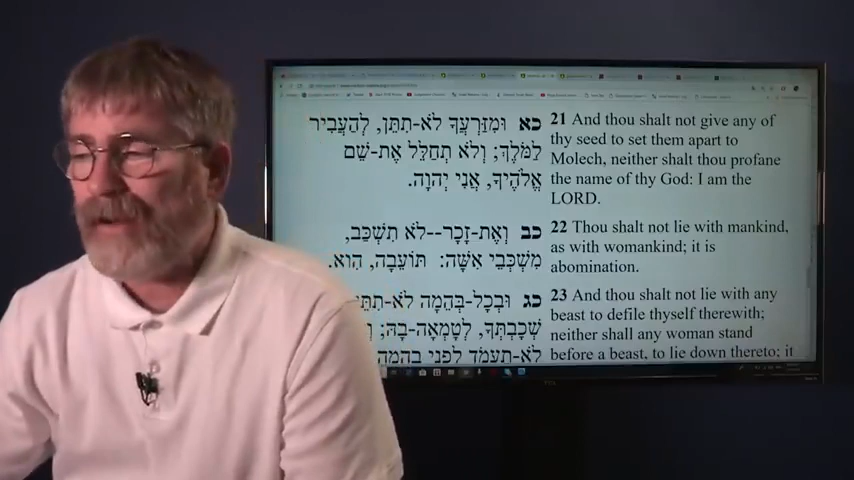 כא וּמִזַּרְעֲךָ לֹא-תִתֵּן, לְהַעֲבִיר
לַמֹּלֶךְ; וְלֹא תְחַלֵּל אֶת-שֵׁם
אֱלֹהֶיךָ, אֲנִי יְהוָה.
21 And thou shalt not give any of
thy seed to set them apart to
Molech, neither shalt thou profane
the name of thy God: I am the
LORD.
כב וְאֶת-זָכָר--לֹא תִשְׁכַּב,
מִשְׁכְּבֵי אִשָּׁה: תּוֹעֵבָה, הִוא.
22 Thou shalt not lie with mankind,
as with womankind; it is
abomination.
כג וּבְכָל-בְּהֵמָה לֹא-תִתֵּ
שְׁכָבְתְּךָ, לְטָמְאָה-בָהּ;
לֹא-תַעֲמֹד לִפְנֵי בְהֵמָה
23 And thou shalt not lie with any
beast to defile thyself therewith;
neither shall any woman stand
before a beast, to lie down thereto; it